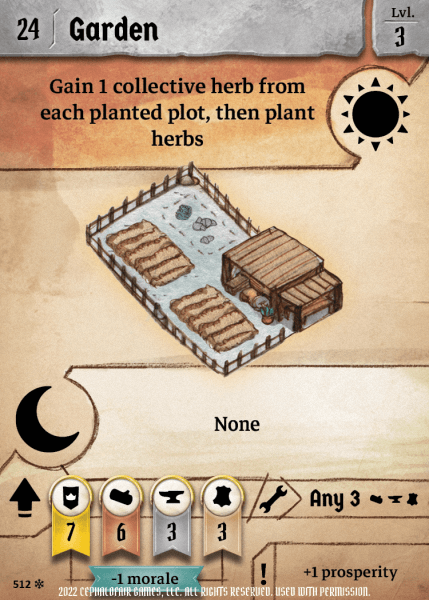 24 Garden
Lvl.
3
Gain 1 collective herb from
each planted plot, then plant
herbs
None
7 6 3 3
Any 3
-1 morale
+1 prosperity
512
2022 CEPHALOFAIR GAMES, LLC. ALL RIGHTS RESERVED. USED WITH PERMISSION.